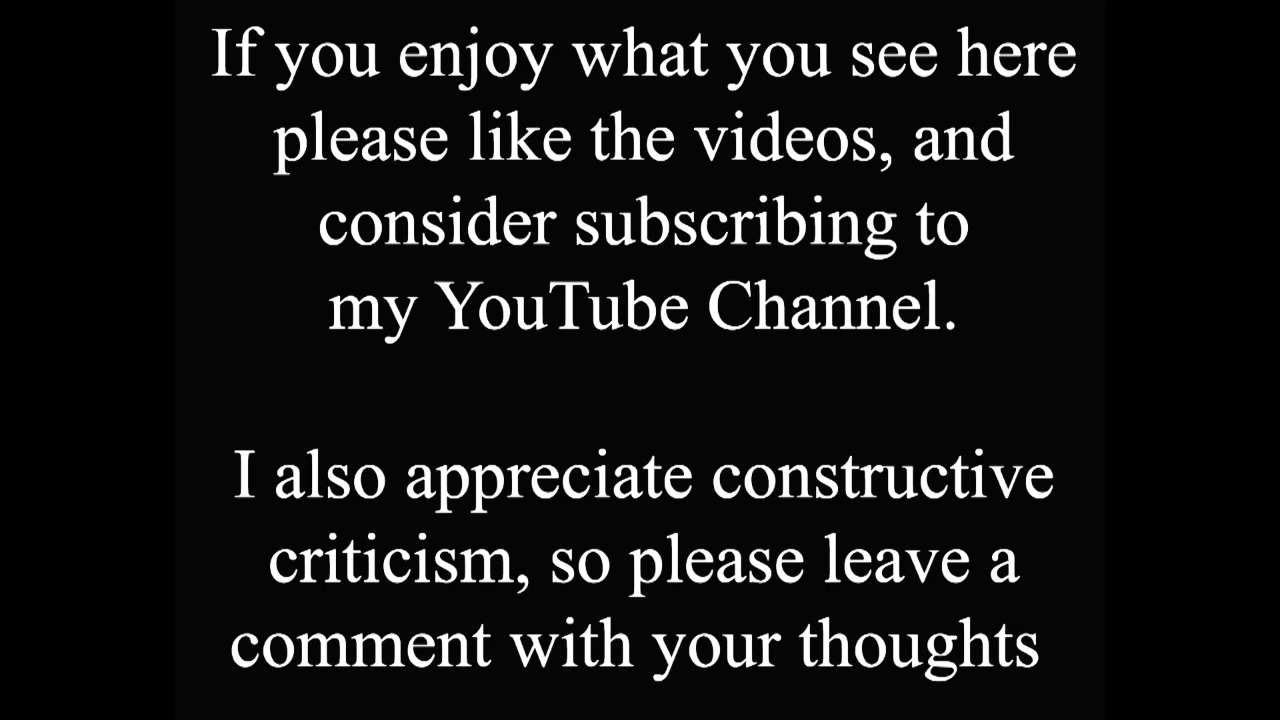 If you enjoy what you see here
please like the videos, and
consider subscribing to
my YouTube Channel.
I also appreciate constructive
criticism, so please leave a
comment with your thoughts